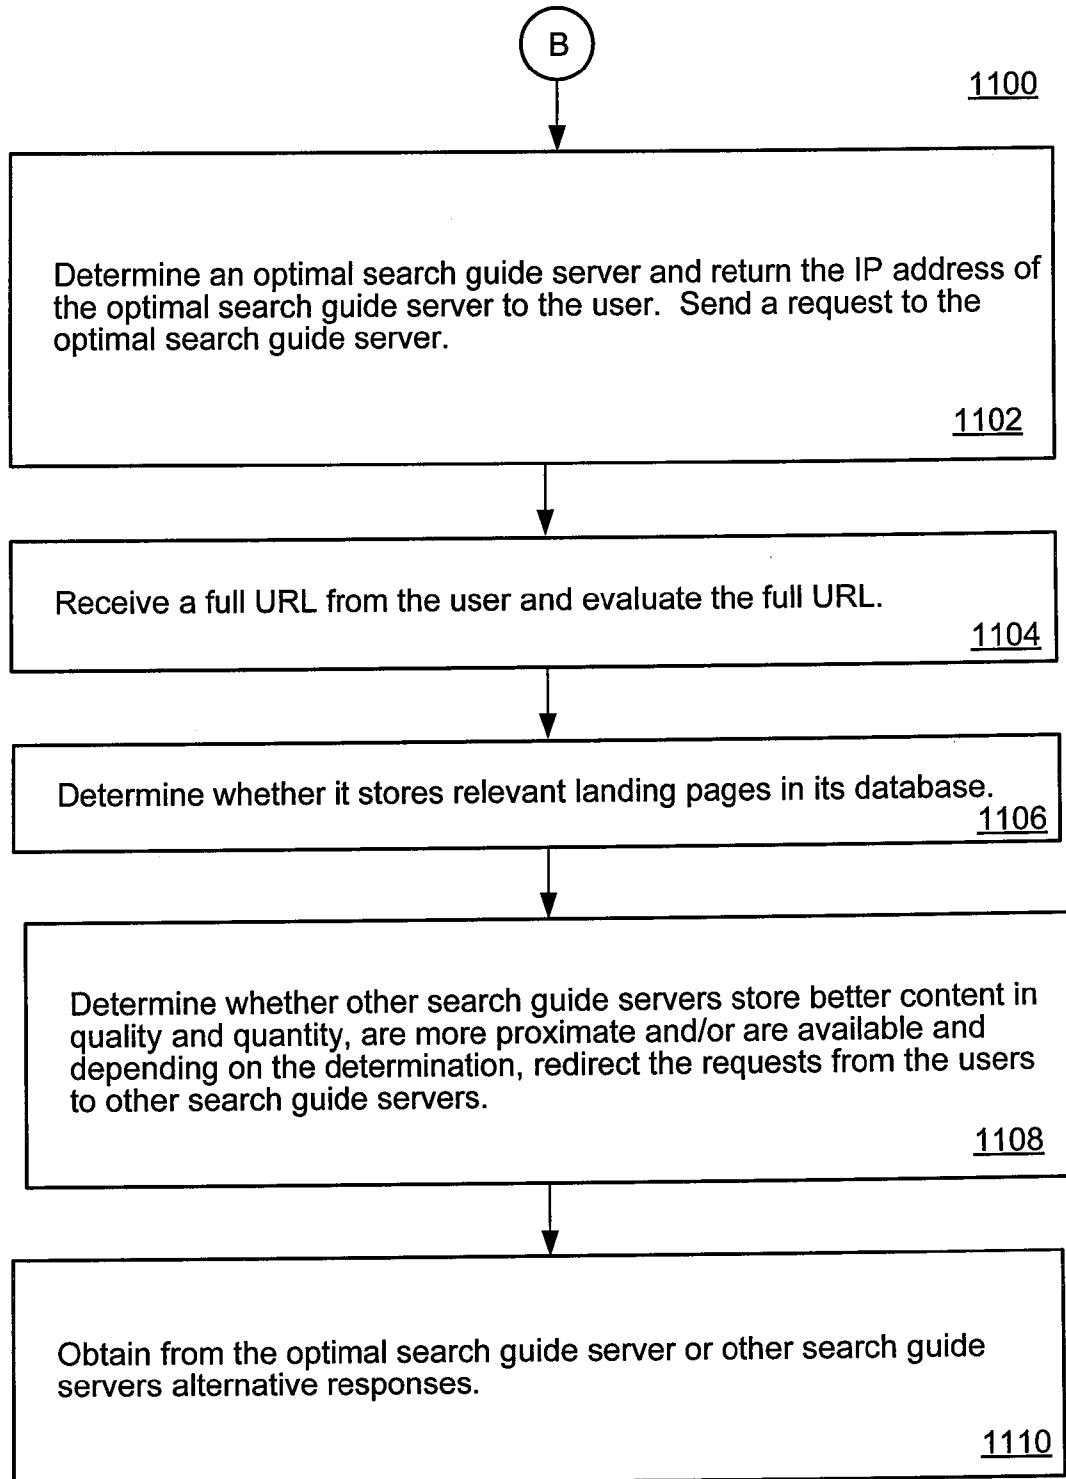 B
1100
Determine an optimal search guide server and return the IP address of
the optimal search guide server to the user. Send a request to the
optimal search guide server.
1102
Receive a full URL from the user and evaluate the full URL.
1104
Determine whether it stores relevant landing pages in its database.
1106
Determine whether other search guide servers store better content in
quality and quantity, are more proximate and/or are available and
depending on the determination, redirect the requests from the users
to other search guide servers.
1108
Obtain from the optimal search guide server or other search guide
servers alternative responses.
1110